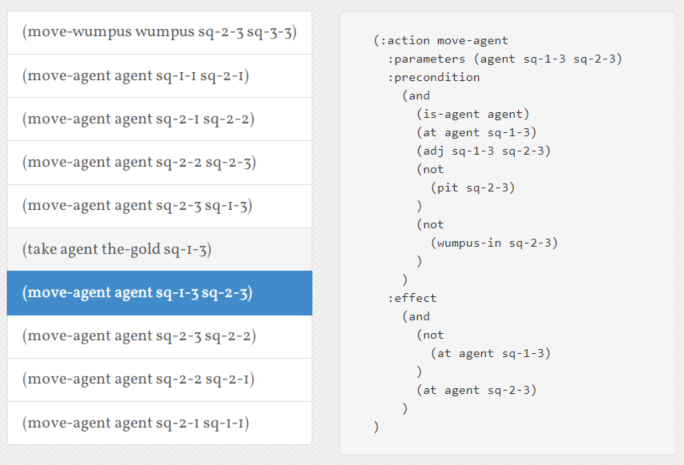 (move-wumpus wumpus sq-2-3 sq-3-3)
(move-agent agent sq-1-1 sq-2-1)
(move-agent agent sq-2-1 sq-2-2)
(move-agent agent sq-2-2 sq-2-3)
(move-agent agent sq-2-3 sq-1-3)
(take agent the-gold sq-1-3)
(move-agent agent sq-1-3 sq-2-3)
(move-agent agent sq-2-3 sq-2-2)
(move-agent agent sq-2-2 sq-2-1)
(move-agent agent sq-2-1 sq-1-1)
(:action move-agent
  :parameters (agent sq-1-3 sq-2-3)
  :precondition
    (and
      (is-agent agent)
      (at agent sq-1-3)
      (adj sq-1-3 sq-2-3)
      (not
        (pit sq-2-3)
      )
      (not
        (wumpus-in sq-2-3)
      )
    )
  :effect
    (and
      (not
        (at agent sq-1-3)
      )
      (at agent sq-2-3)
    )
)